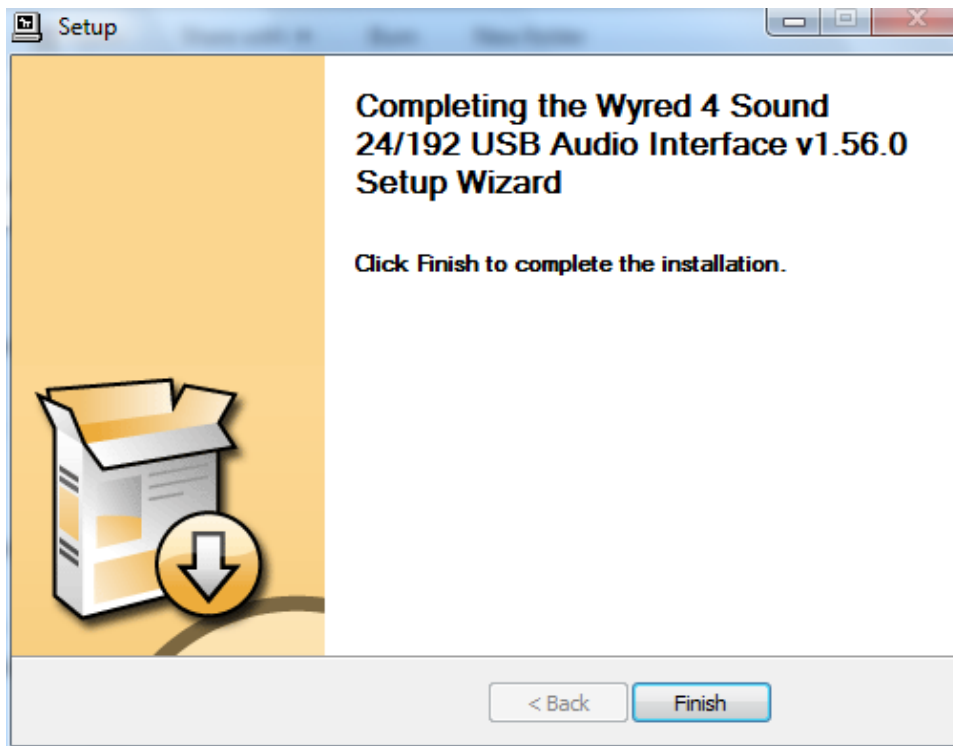 Setup
Completing the Wyred 4 Sound
24/192 USB Audio Interface v1.56.0
Setup Wizard
Click Finish to complete the installation.
< Back
Finish